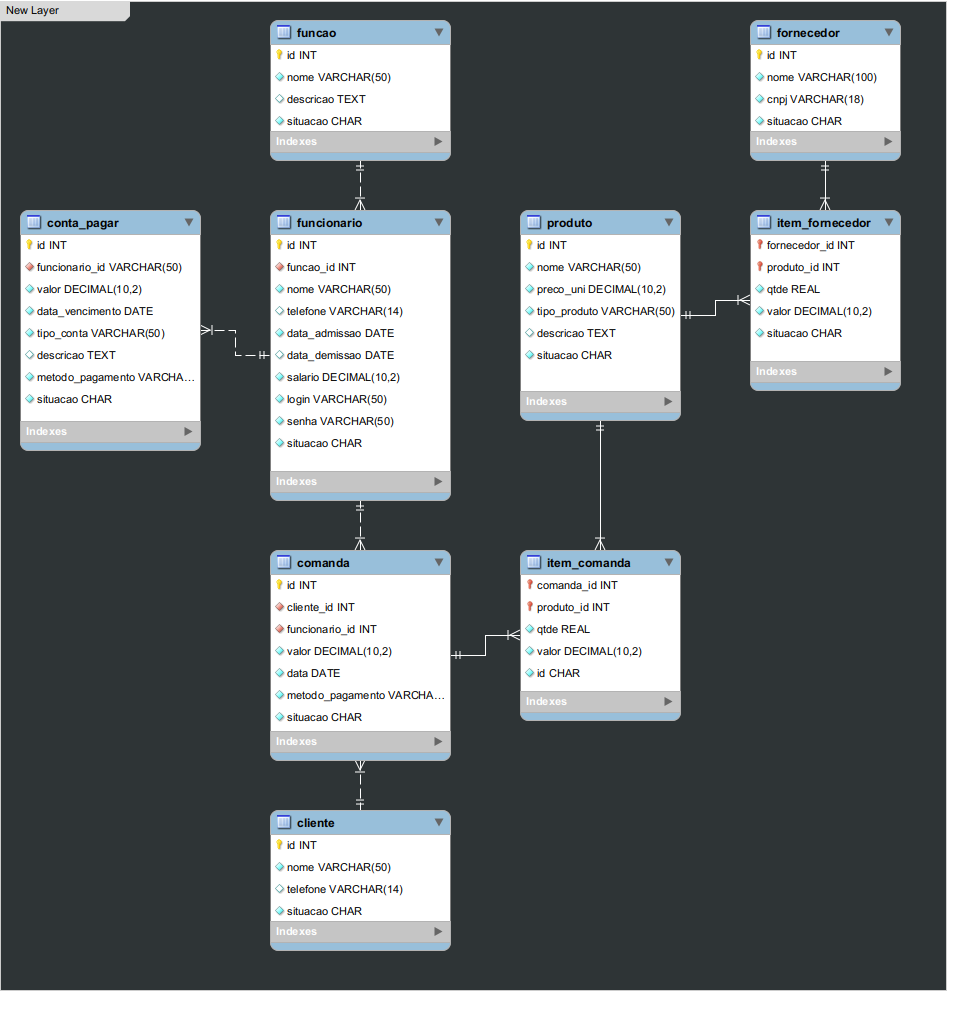 New Layer
funcao
id INT
nome VARCHAR(50)
descricao TEXT
situacao CHAR
Indexes
fornecedor
id INT
nome VARCHAR(100)
cnpj VARCHAR(18)
situacao CHAR
Indexes
conta_pagar
id INT
funcionario_id VARCHAR(50)
valor DECIMAL(10,2)
data_vencimento DATE
tipo_conta VARCHAR(50)
descricao TEXT
metodo_pagamento VARCHA...
situacao CHAR
Indexes
funcionario
id INT
funcao_id INT
nome VARCHAR(50)
telefone VARCHAR(14)
data_admissao DATE
data_demissao DATE
salario DECIMAL(10,2)
login VARCHAR(50)
senha VARCHAR(50)
situacao CHAR
Indexes
produto
id INT
nome VARCHAR(50)
preco_uni DECIMAL(10,2)
tipo_produto VARCHAR(50)
descricao TEXT
situacao CHAR
Indexes
item_fornecedor
fornecedor_id INT
produto_id INT
qtde REAL
valor DECIMAL(10,2)
situacao CHAR
Indexes
comanda
id INT
cliente_id INT
funcionario_id INT
valor DECIMAL(10,2)
data DATE
metodo_pagamento VARCHA...
situacao CHAR
Indexes
item_comanda
comanda_id INT
produto_id INT
qtde REAL
valor DECIMAL(10,2)
id CHAR
Indexes
cliente
id INT
nome VARCHAR(50)
telefone VARCHAR(14)
situacao CHAR
Indexes